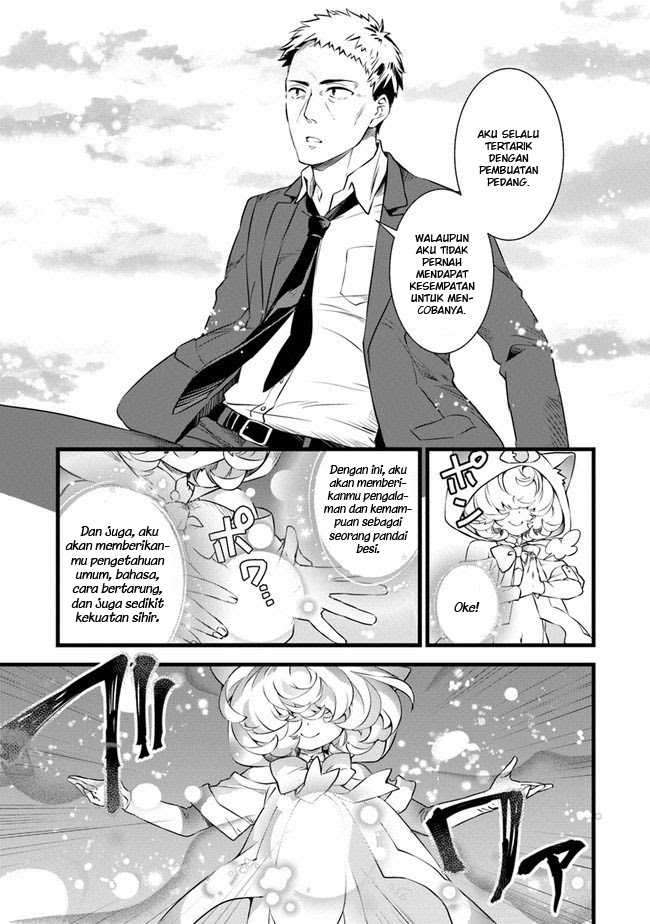 AKU SELALU
TERTARIK
DENGAN
PEMBUATAN
PEDANG.
WALAUPUN
AKU TIDAK
PERNAH
MENDAPAT
KESEMPATAN
UNTUK MEN-
COBANYA.
ポン
Oke!
Dengan ini, aku
akan memberi-
kanmu pengala-
man dan kemam-
puan sebagai
seorang pandai
besi.
ポワ…
Dan juga, aku
akan memberikan-
mu pengetahuan
umum, bahasa,
cara bertarung,
dan juga sedikit
kekuatan sihir.
ブワァ